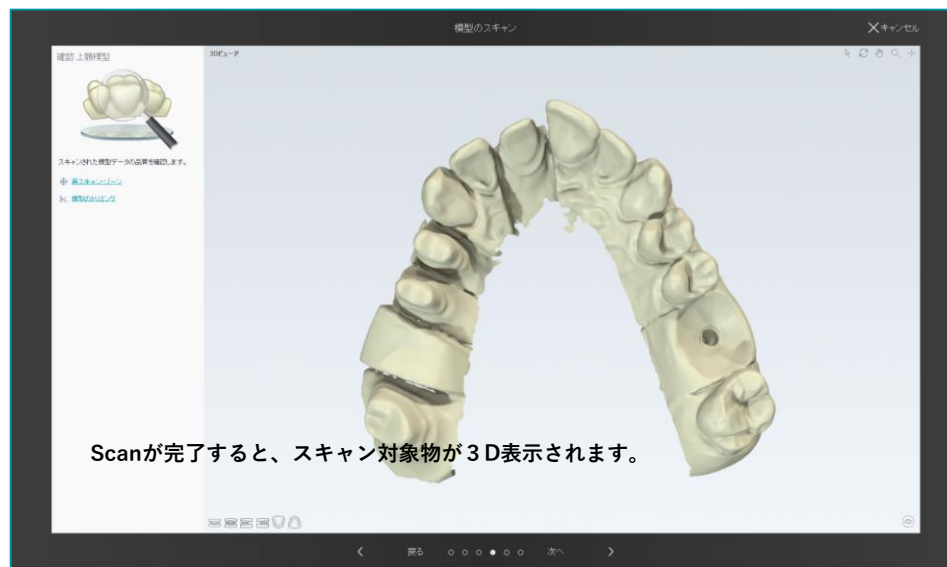 模型のスキャン
キャンセル
確認 上顎模型
3Dビューア
スキャンされた模型データの品質を確認します。
再スキャン・ゾーン
模型のトリミング
Scanが完了すると、スキャン対象物が３D表示されます。
戻る
次へ